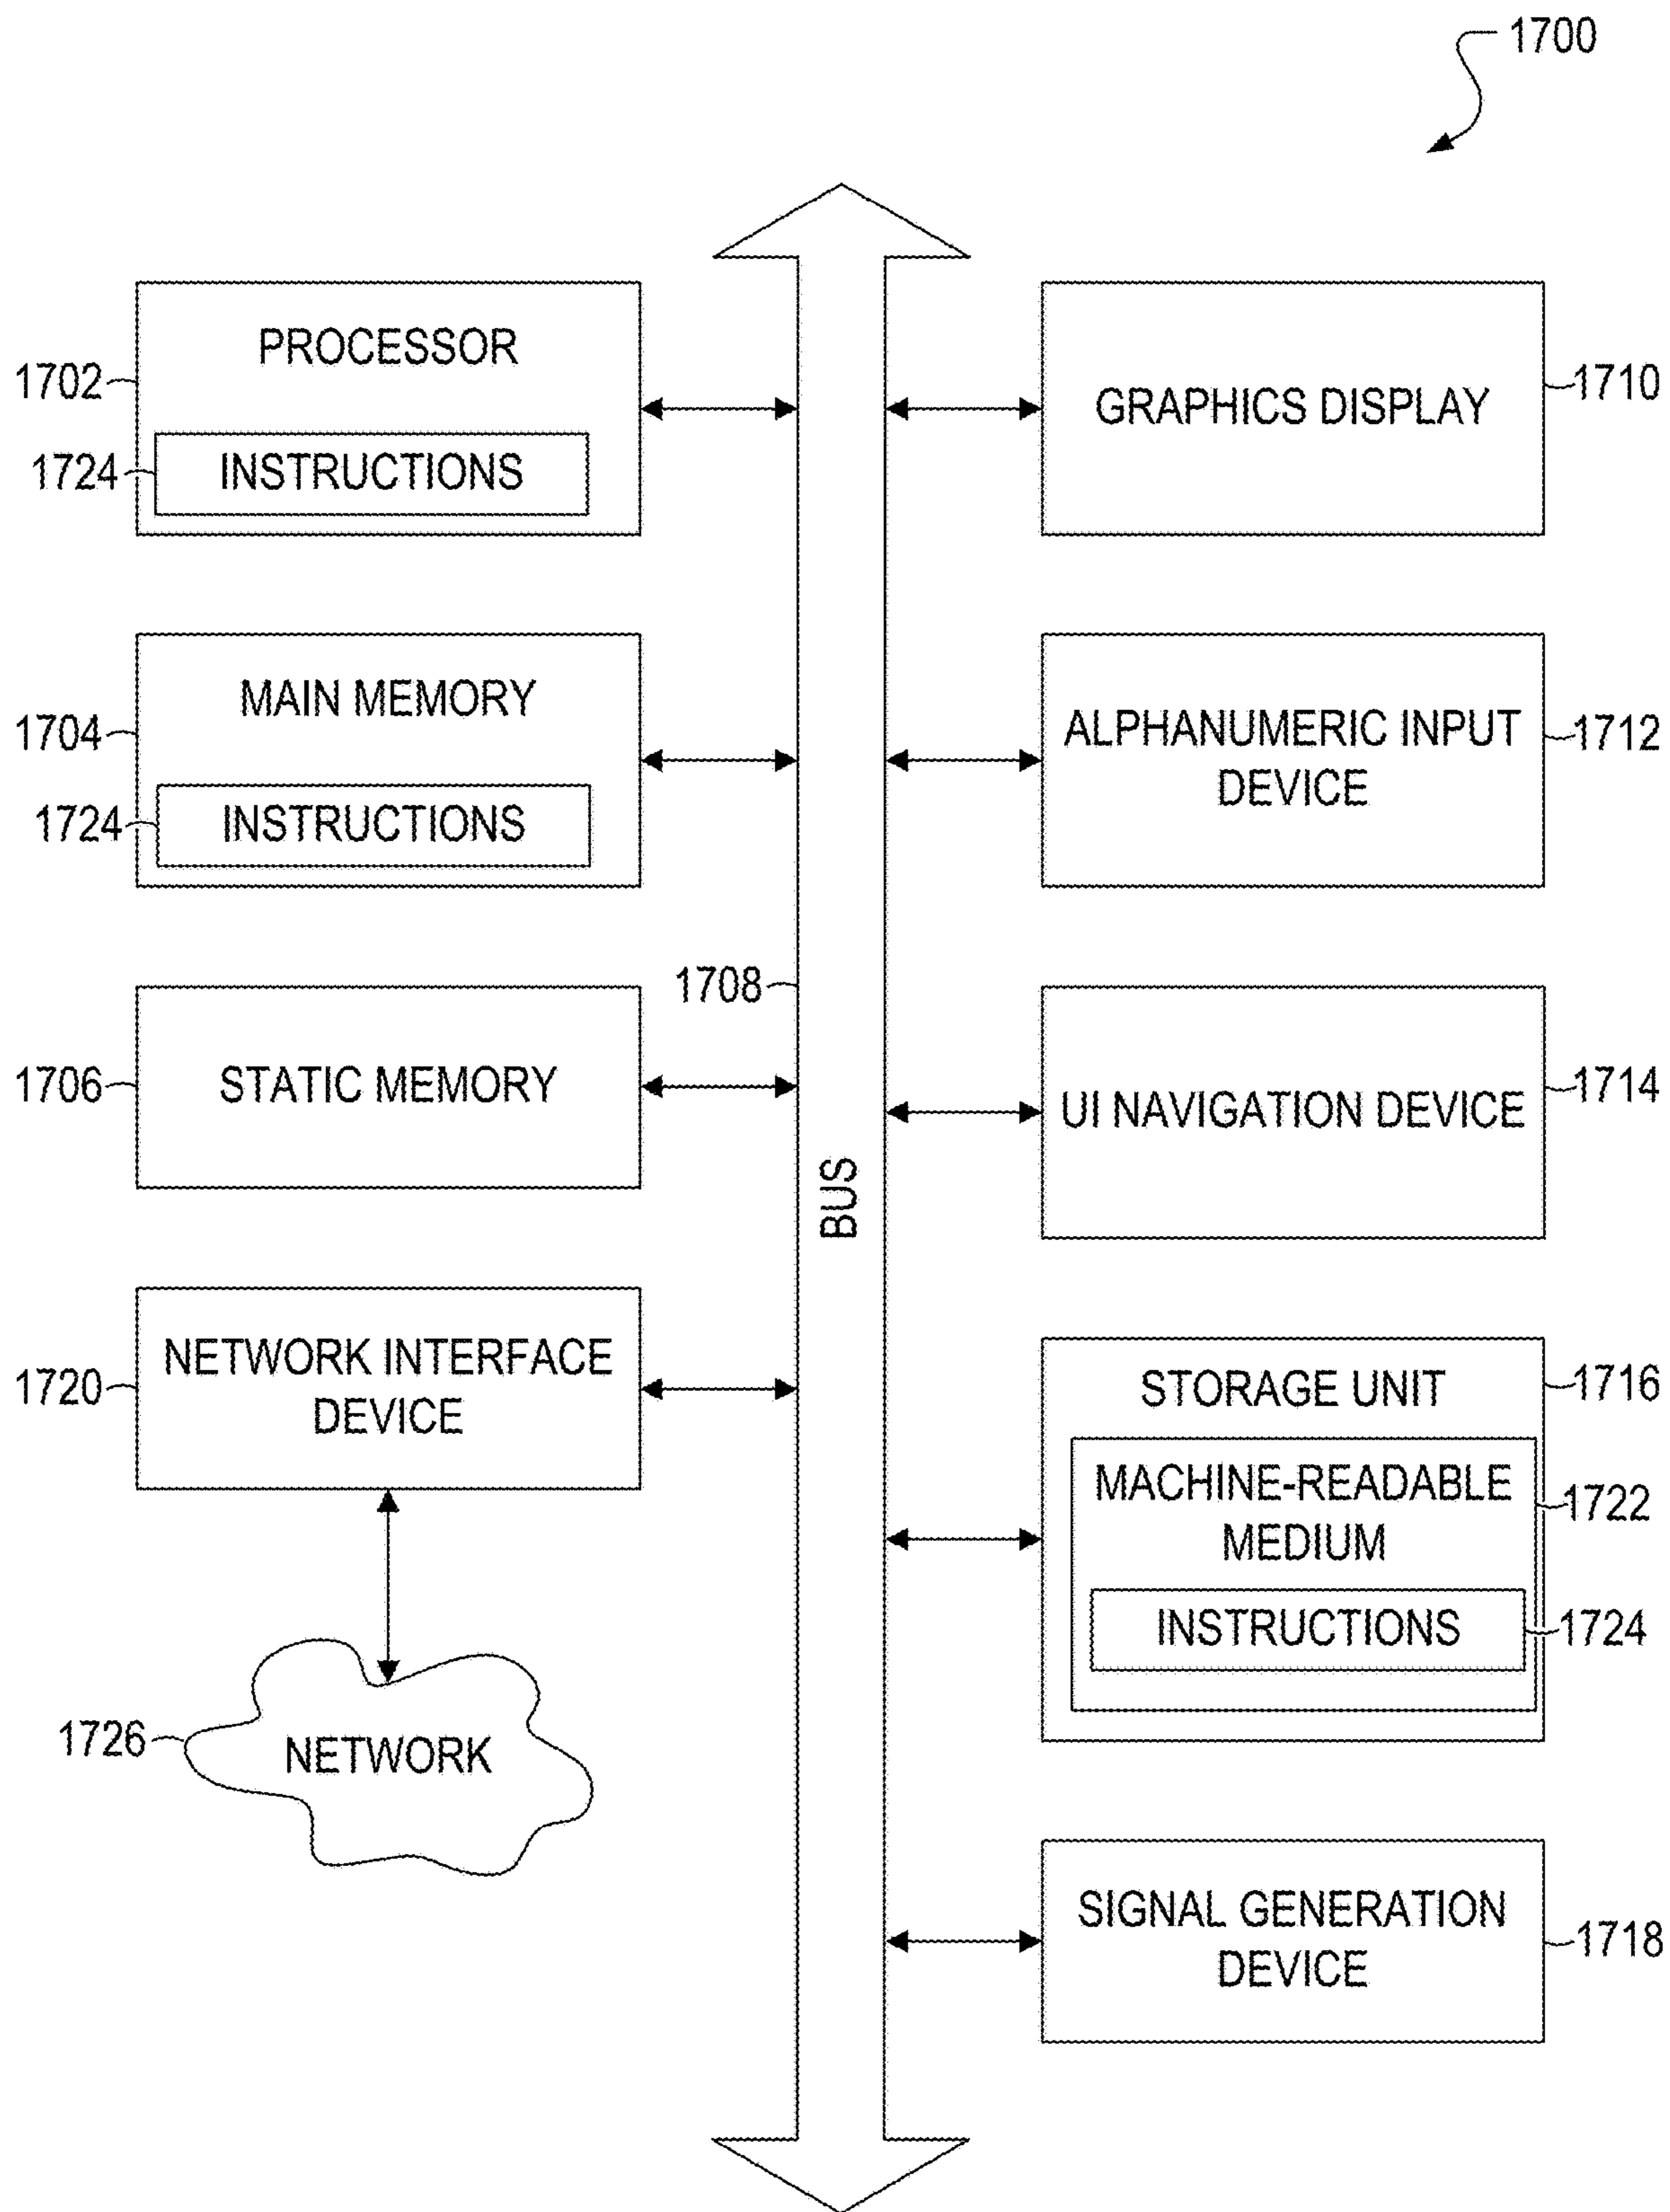 1700
PROCESSOR
1702
1724
INSTRUCTIONS
MAIN MEMORY
1704
1724
INSTRUCTIONS
1706
STATIC MEMORY
1720
NETWORK INTERFACE
DEVICE
1726
NETWORK
1708
BUS
GRAPHICS DISPLAY
1710
ALPHANUMERIC INPUT
DEVICE
1712
UI NAVIGATION DEVICE
1714
STORAGE UNIT
1716
MACHINE-READABLE
MEDIUM
1722
INSTRUCTIONS
1724
SIGNAL GENERATION
DEVICE
1718